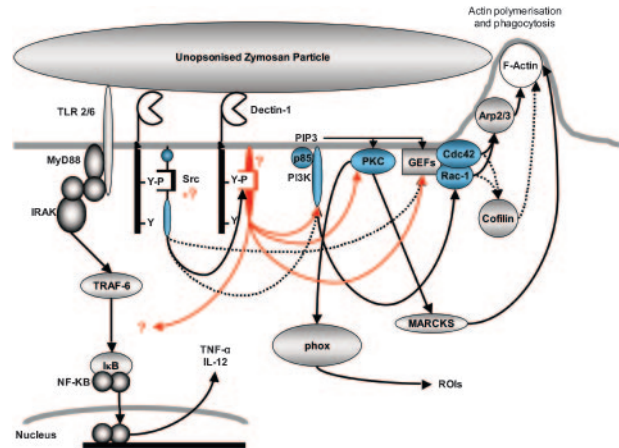 Actin polymerisation
and phagocytosis
Unopsonised Zymosan Particle
F-Actin
TLR 2/6
Dectin-1
Arp2/3
MyD88
PIP3
p85
PKC
GEFs
Cdc42
Rac-1
PI3K
Y-P
Src
+?
Y-P
?
IRAK
Y
Y
Cofilin
TRAF-6
MARCKS
?
phox
TNF-α
IL-12
IκB
NF-KB
ROIs
Nucleus